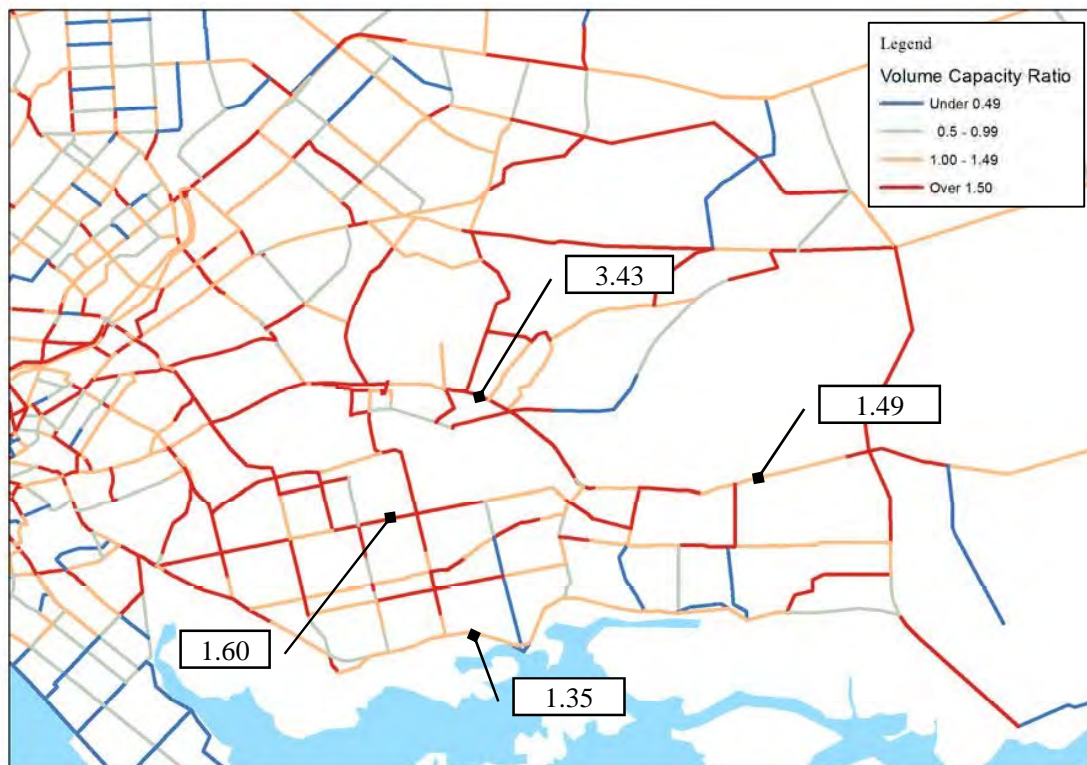 Legend
Volume Capacity Ratio
Under 0.49
0.5 - 0.99
1.00 - 1.49
Over 1.50
3.43
1.49
1.60
1.35